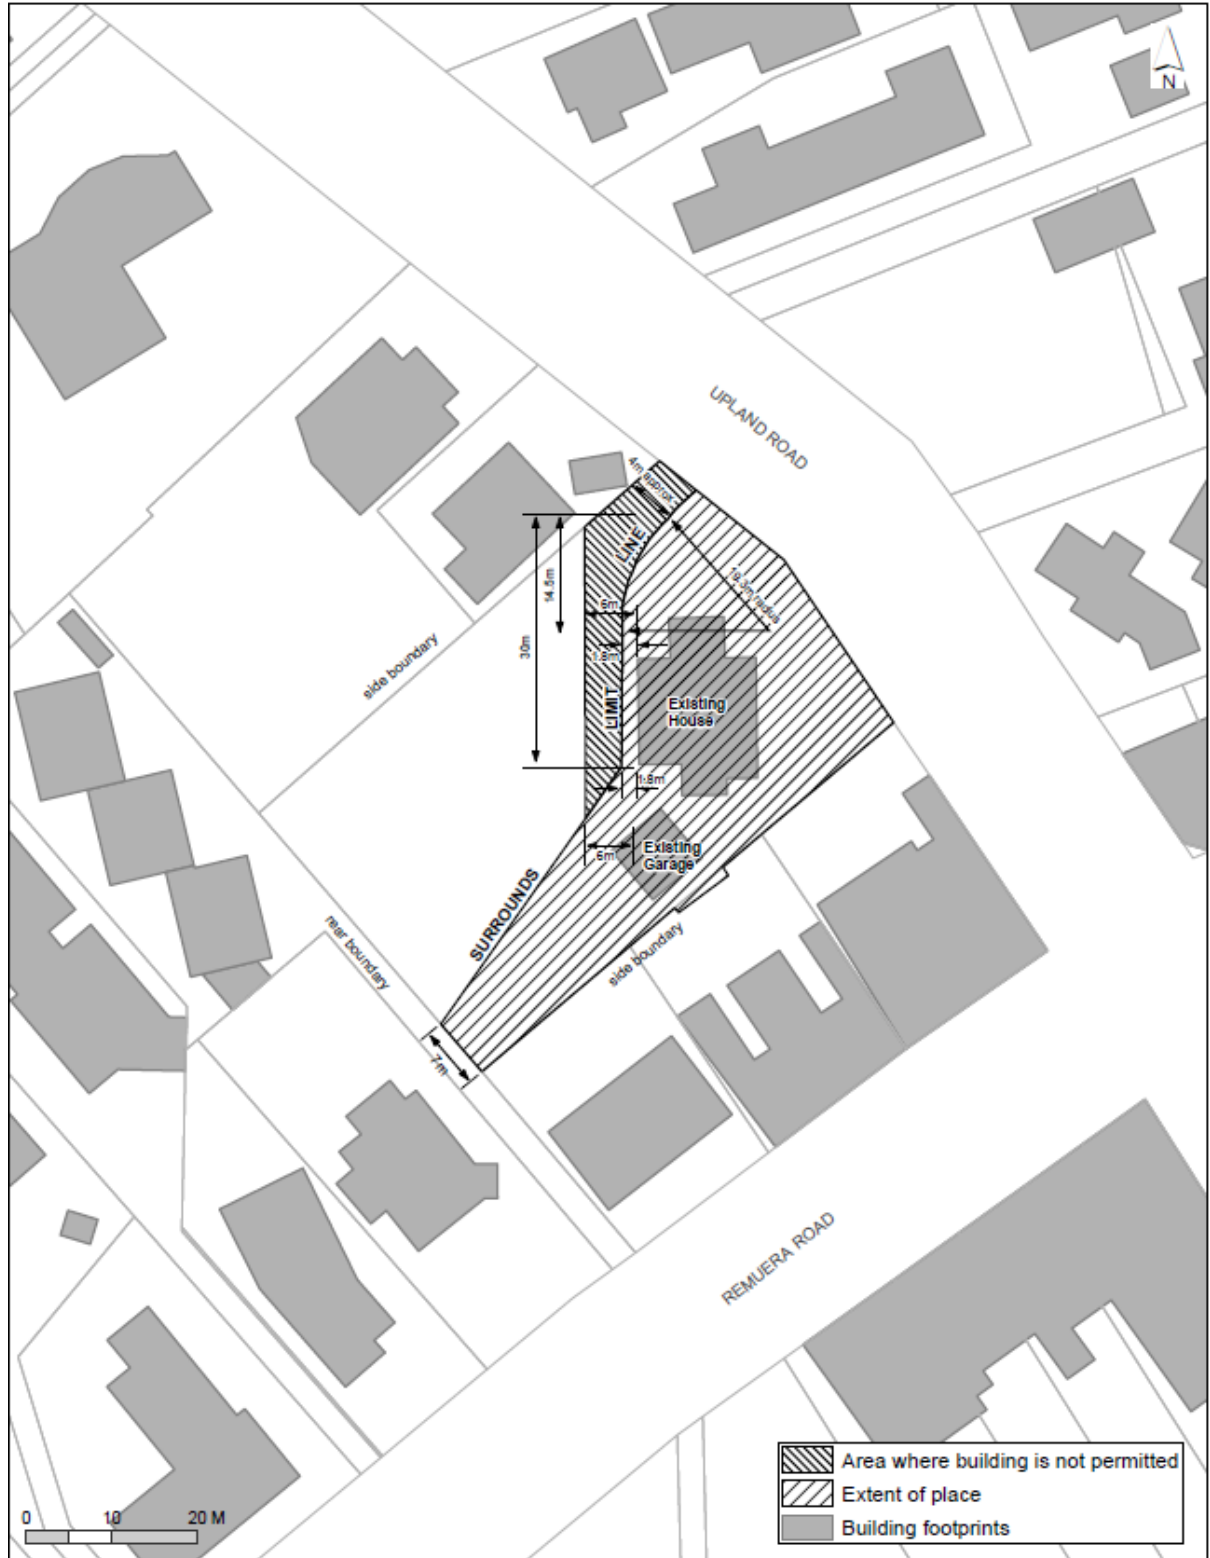 N
UPLAND ROAD
4m approx.
LINE
14.5m
19.3m radius
6m
30m
1.8m
side boundary
LIMIT
Existing
House
1.8m
6m
Existing
Garage
SURROUNDS
rear boundary
side boundary
7m
REMUERA ROAD
Area where building is not permitted
Extent of place
Building footprints
0 10 20 M